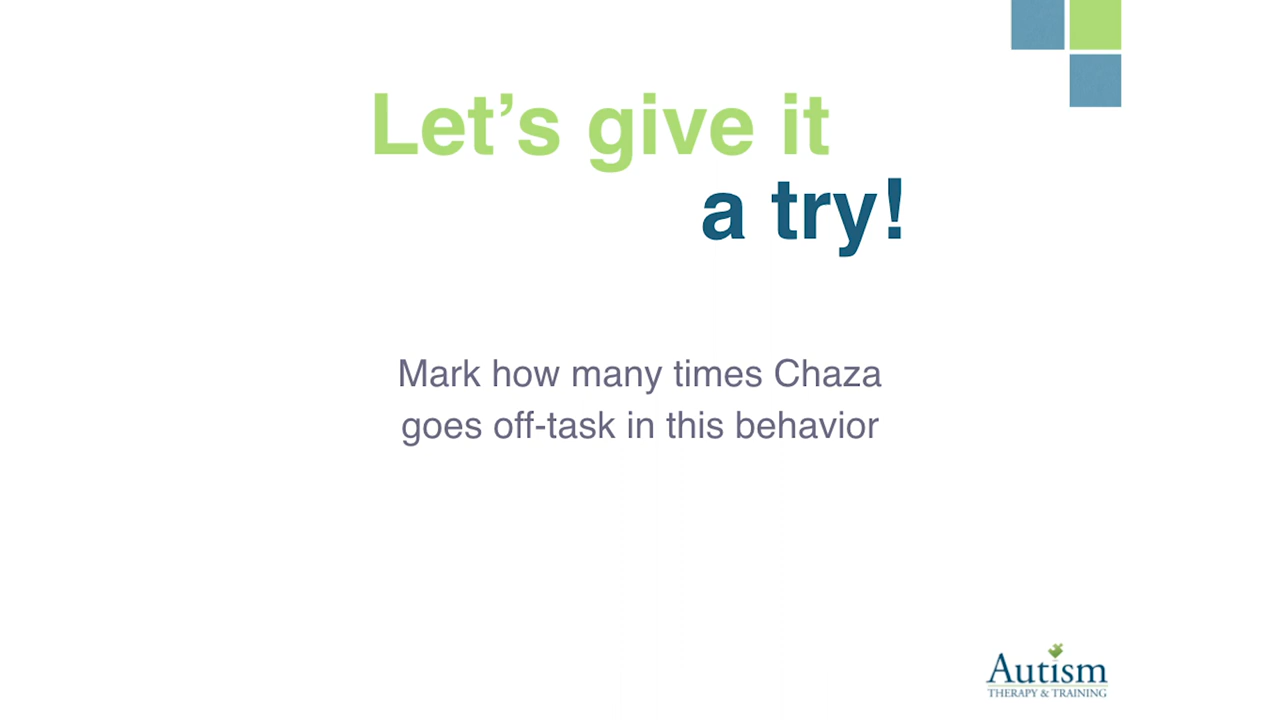 Let’s give it
a try!
Mark how many times Chaza
goes off-task in this behavior
Autism
THERAPY & TRAINING